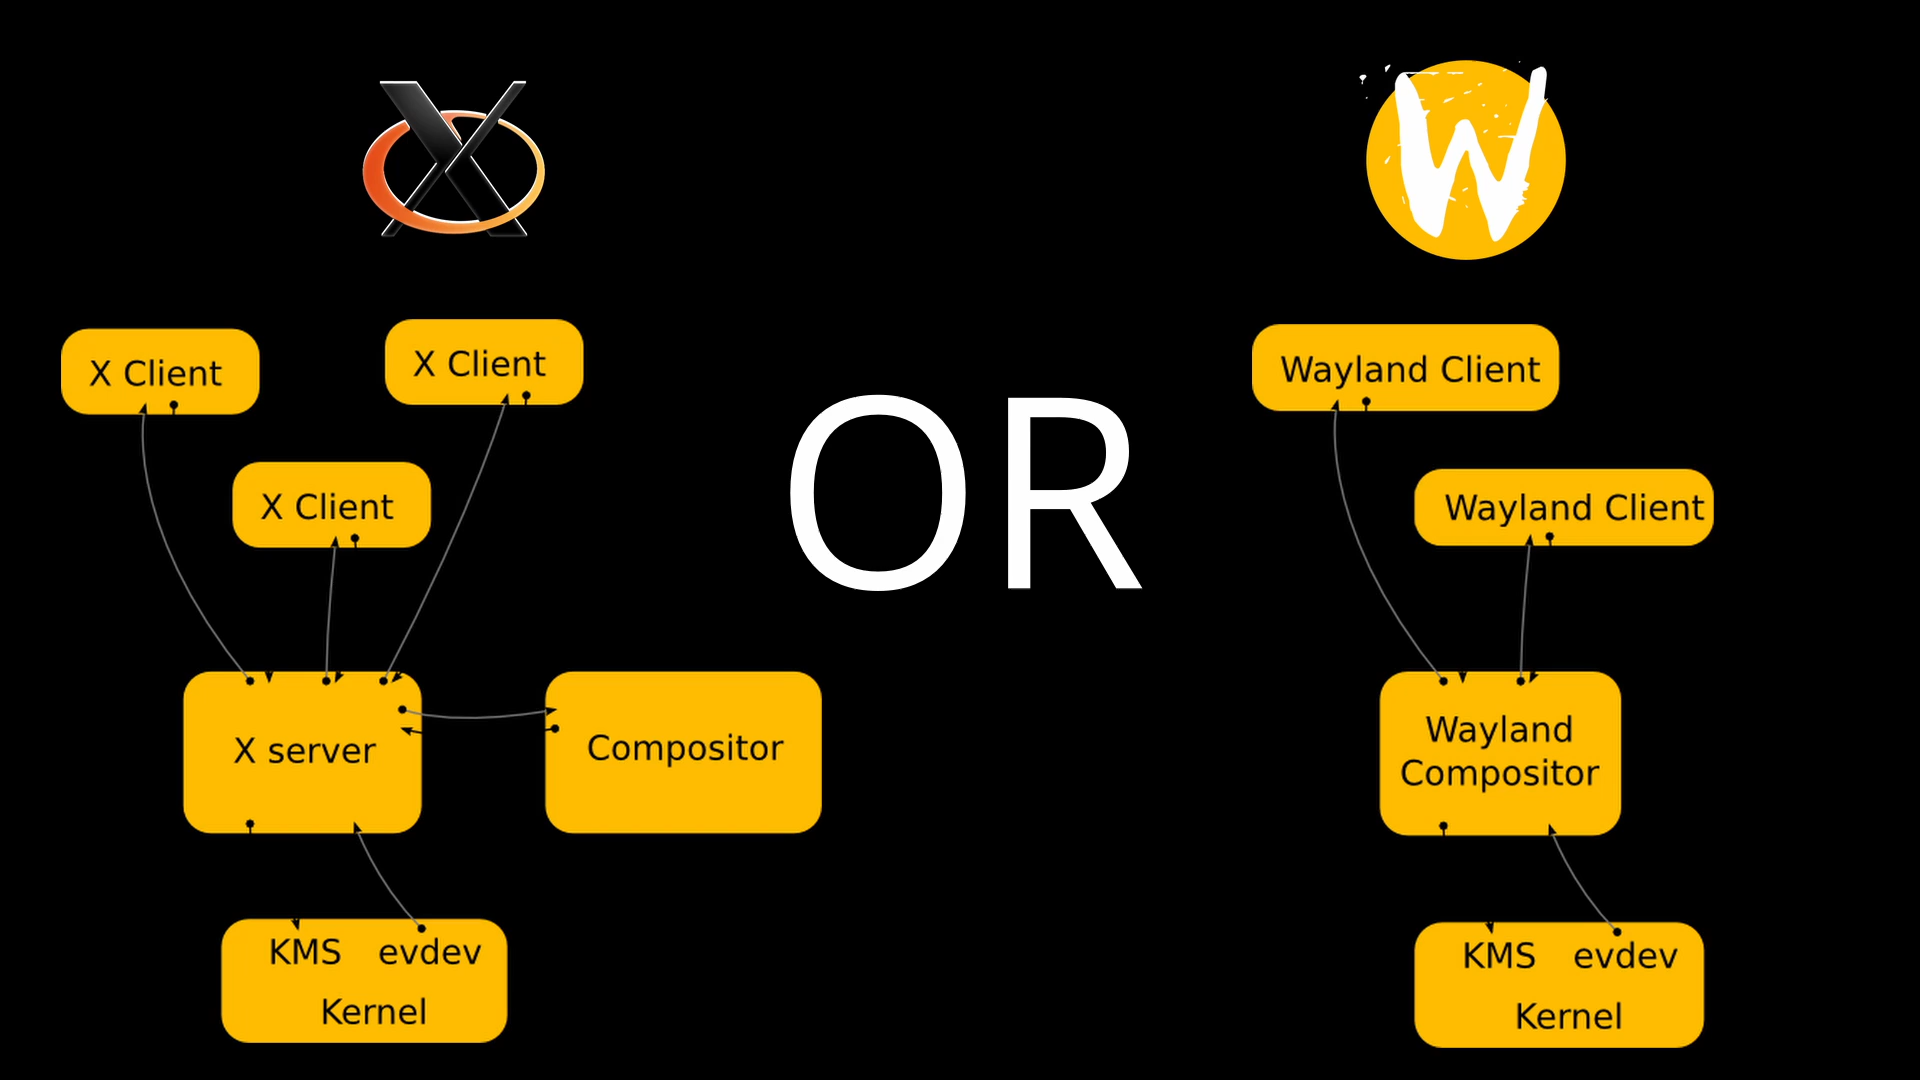 X
W
X Client
X Client
X Client
X server
Compositor
KMS evdev
Kernel
OR
Wayland Client
Wayland Client
Wayland
Compositor
KMS evdev
Kernel